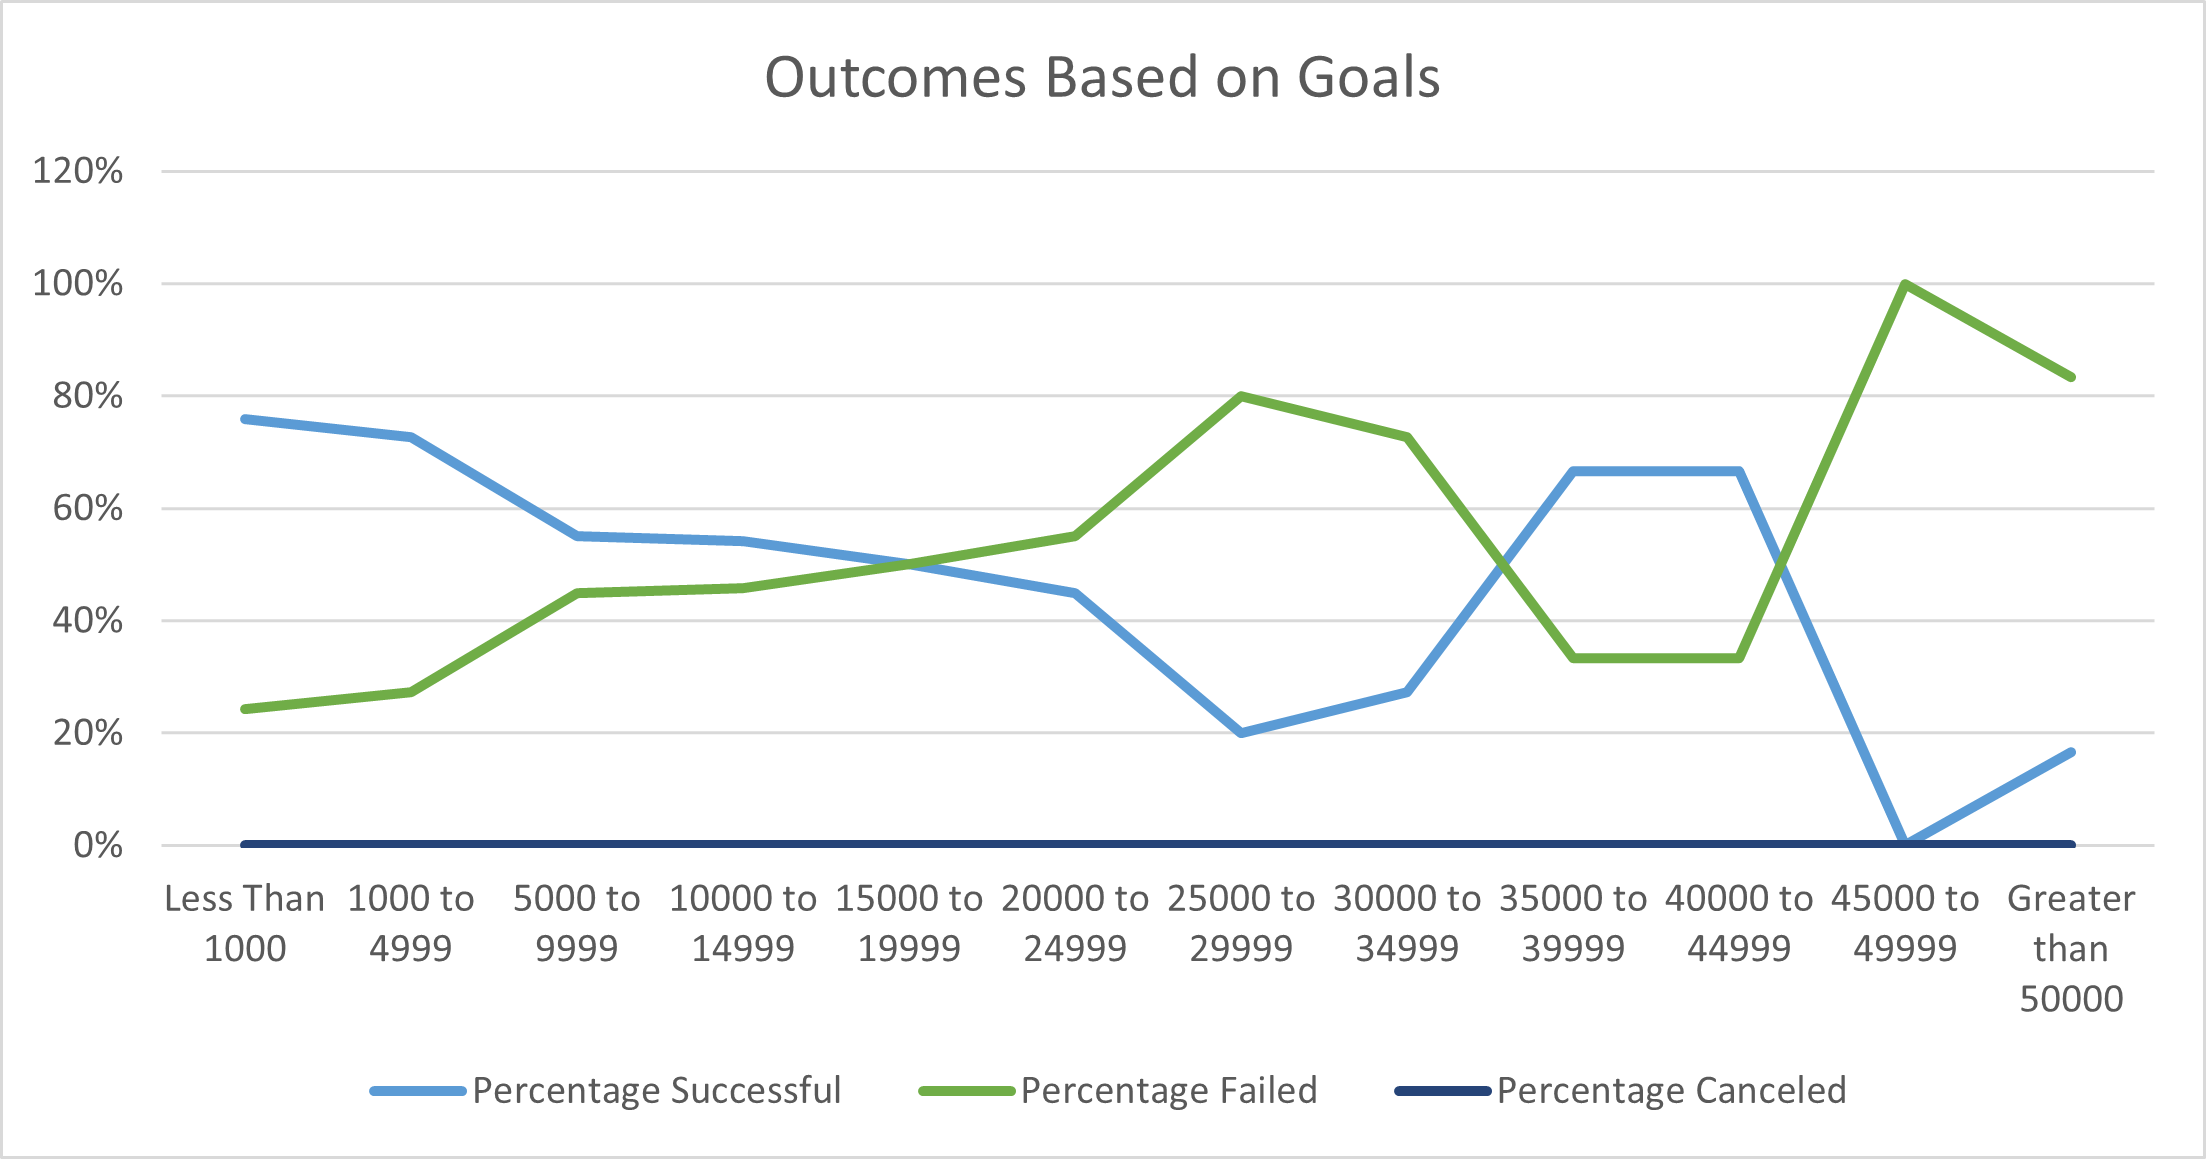 Outcomes Based on Goals
120%
100%
80%
60%
40%
20%
0%
Less Than 1000 to 5000 to 10000 to 15000 to 20000 to 25000 to 30000 to 35000 to 40000 to 45000 to Greater
1000 4999 9999 14999 19999 24999 29999 34999 39999 44999 49999 than
50000
Percentage Successful Percentage Failed Percentage Canceled